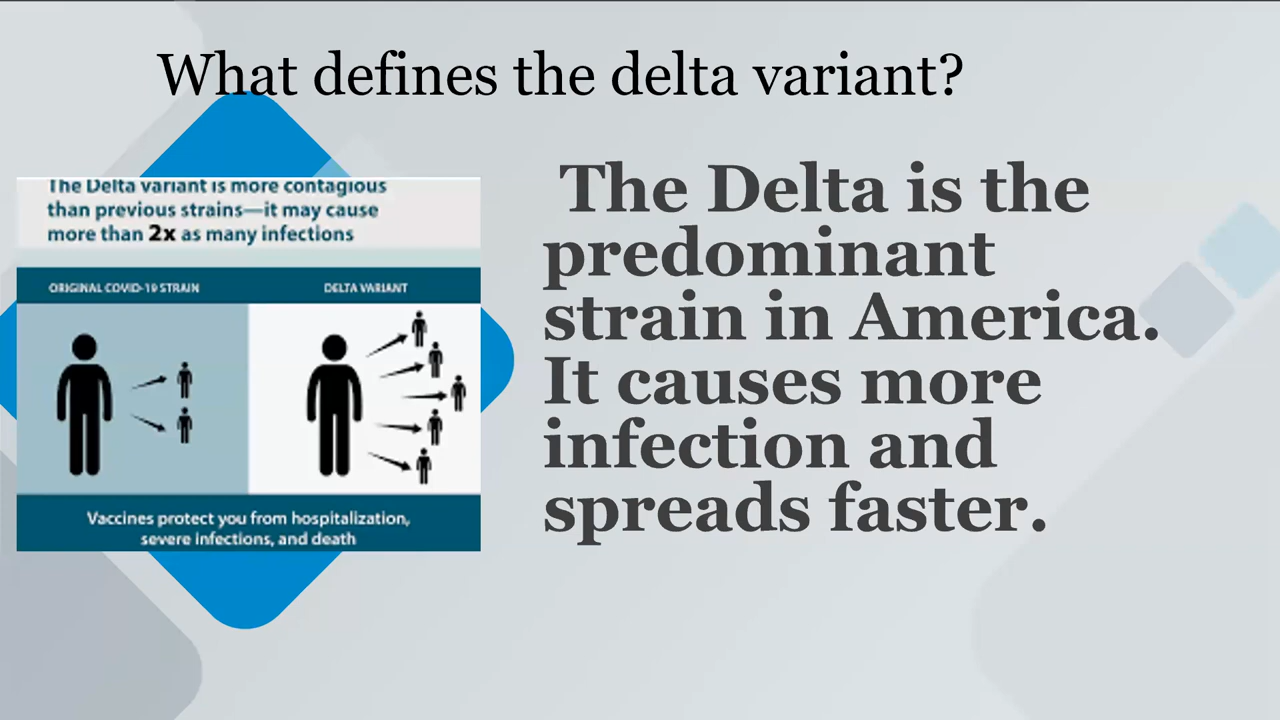 What defines the delta variant?
The Delta variant is more contagious
than previous strains—it may cause
more than 2x as many infections
ORIGINAL COVID-19 STRAIN
DELTA VARIANT
Vaccines protect you from hospitalization,
severe infections, and death
The Delta is the
predominant
strain in America.
It causes more
infection and
spreads faster.